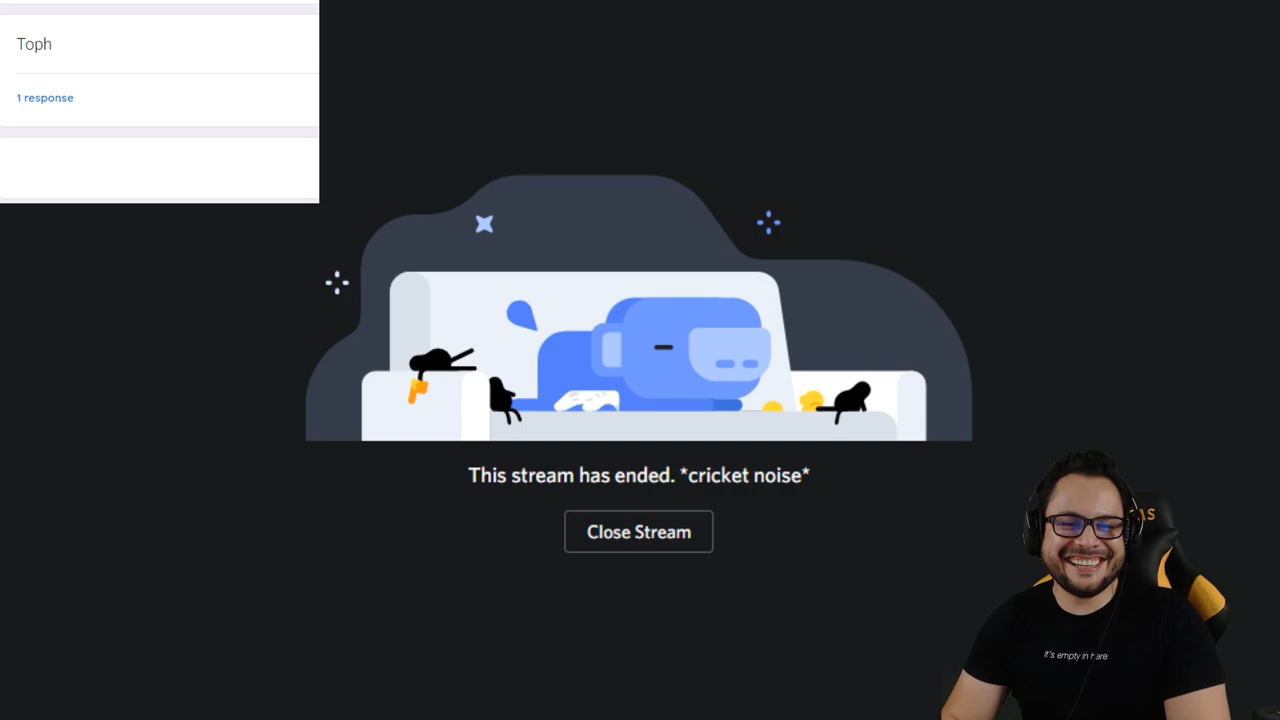 Toph
1 response
This stream has ended. *cricket noise*
Close Stream
It's empty in here